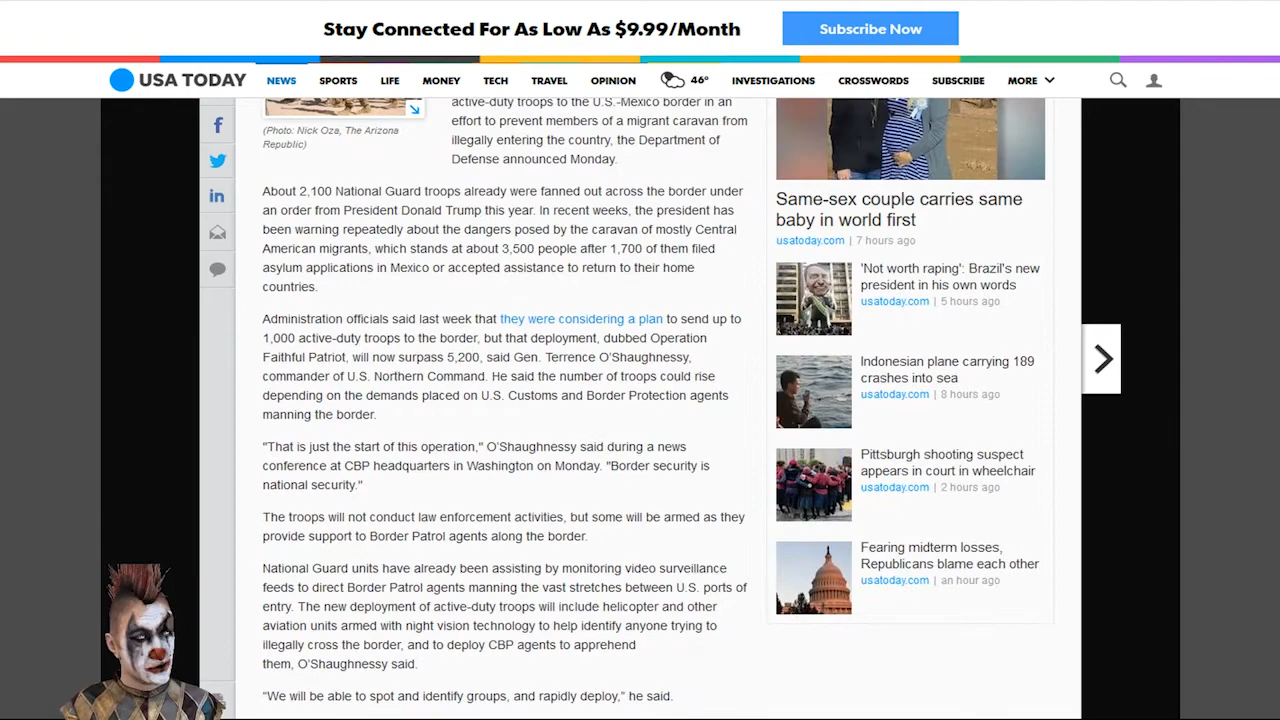 Stay Connected For As Low As $9.99/Month
Subscribe Now
USA TODAY
NEWS
SPORTS
LIFE
MONEY
TECH
TRAVEL
OPINION
46°
INVESTIGATIONS
CROSSWORDS
SUBSCRIBE
MORE
(Photo: Nick Oza, The Arizona
Republic)
active-duty troops to the U.S.-Mexico border in an
effort to prevent members of a migrant caravan from
illegally entering the country, the Department of
Defense announced Monday.
About 2,100 National Guard troops already were fanned out across the border under
an order from President Donald Trump this year. In recent weeks, the president has
been warning repeatedly about the dangers posed by the caravan of mostly Central
American migrants, which stands at about 3,500 people after 1,700 of them filed
asylum applications in Mexico or accepted assistance to return to their home
countries.
Administration officials said last week that they were considering a plan to send up to
1,000 active-duty troops to the border, but that deployment, dubbed Operation
Faithful Patriot, will now surpass 5,200, said Gen. Terrence O'Shaughnessy,
commander of U.S. Northern Command. He said the number of troops could rise
depending on the demands placed on U.S. Customs and Border Protection agents
manning the border.
"That is just the start of this operation," O'Shaughnessy said during a news
conference at CBP headquarters in Washington on Monday. "Border security is
national security."
The troops will not conduct law enforcement activities, but some will be armed as they
provide support to Border Patrol agents along the border.
National Guard units have already been assisting by monitoring video surveillance
feeds to direct Border Patrol agents manning the vast stretches between U.S. ports of
entry. The new deployment of active-duty troops will include helicopter and other
aviation units armed with night vision technology to help identify anyone trying to
illegally cross the border, and to deploy CBP agents to apprehend
them, O'Shaughnessy said.
"We will be able to spot and identify groups, and rapidly deploy," he said.
Same-sex couple carries same
baby in world first
usatoday.com | 7 hours ago
'Not worth raping': Brazil's new
president in his own words
usatoday.com | 5 hours ago
Indonesian plane carrying 189
crashes into sea
usatoday.com | 8 hours ago
Pittsburgh shooting suspect
appears in court in wheelchair
usatoday.com | 2 hours ago
Fearing midterm losses,
Republicans blame each other
usatoday.com | an hour ago